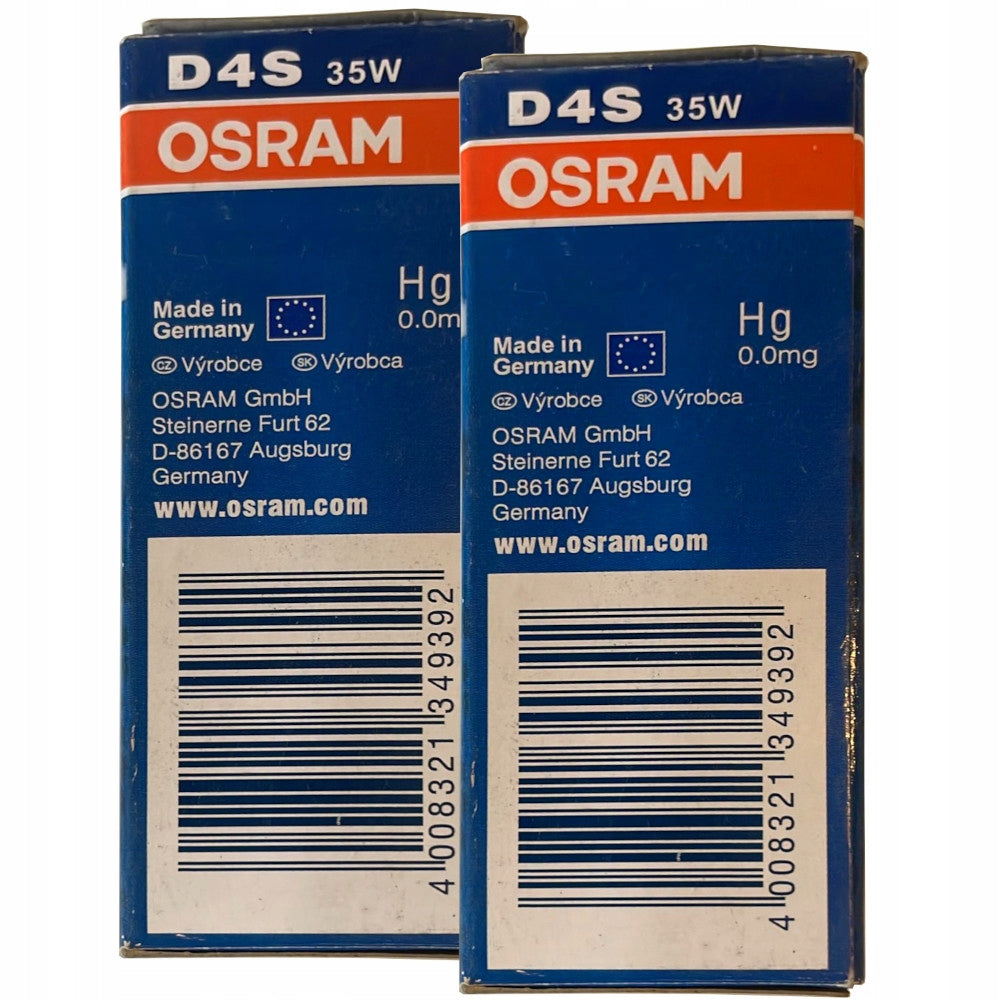 D4S 35W
OSRAM
Hg
0.0m
Made in
Germany
CZ Výrobce SK Výrobca
OSRAM GmbH
Steinerne Furt 62
D-86167 Augsburg
Germany
www.osram.com
4 008321 349392
D4S 35W
OSRAM
Hg
0.0mg
Made in
Germany
CZ Výrobce SK Výrobca
OSRAM GmbH
Steinerne Furt 62
D-86167 Augsburg
Germany
www.osram.com
4 008321 349392